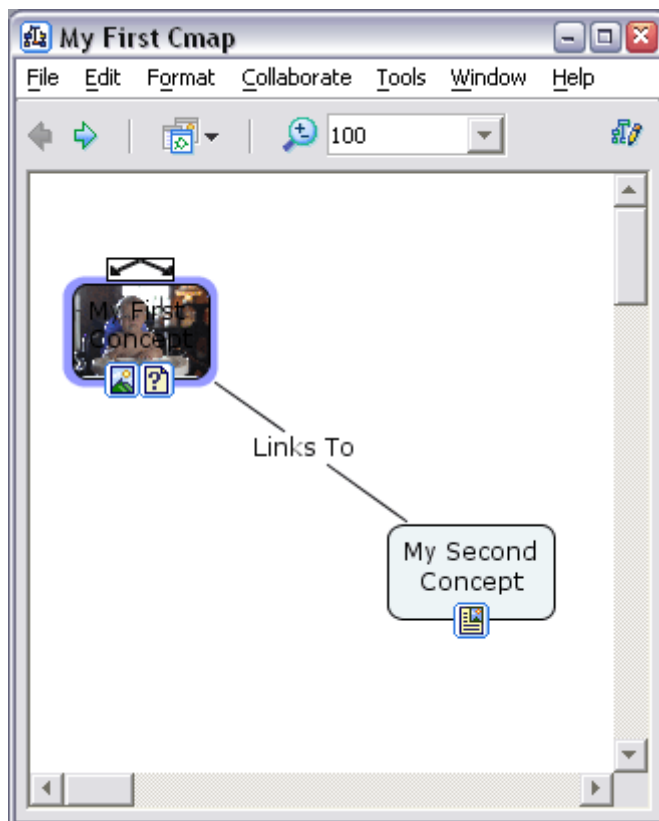 My First Cmap
File Edit Format Collaborate Tools Window Help
100
My First
Concept
Links To
My Second
Concept